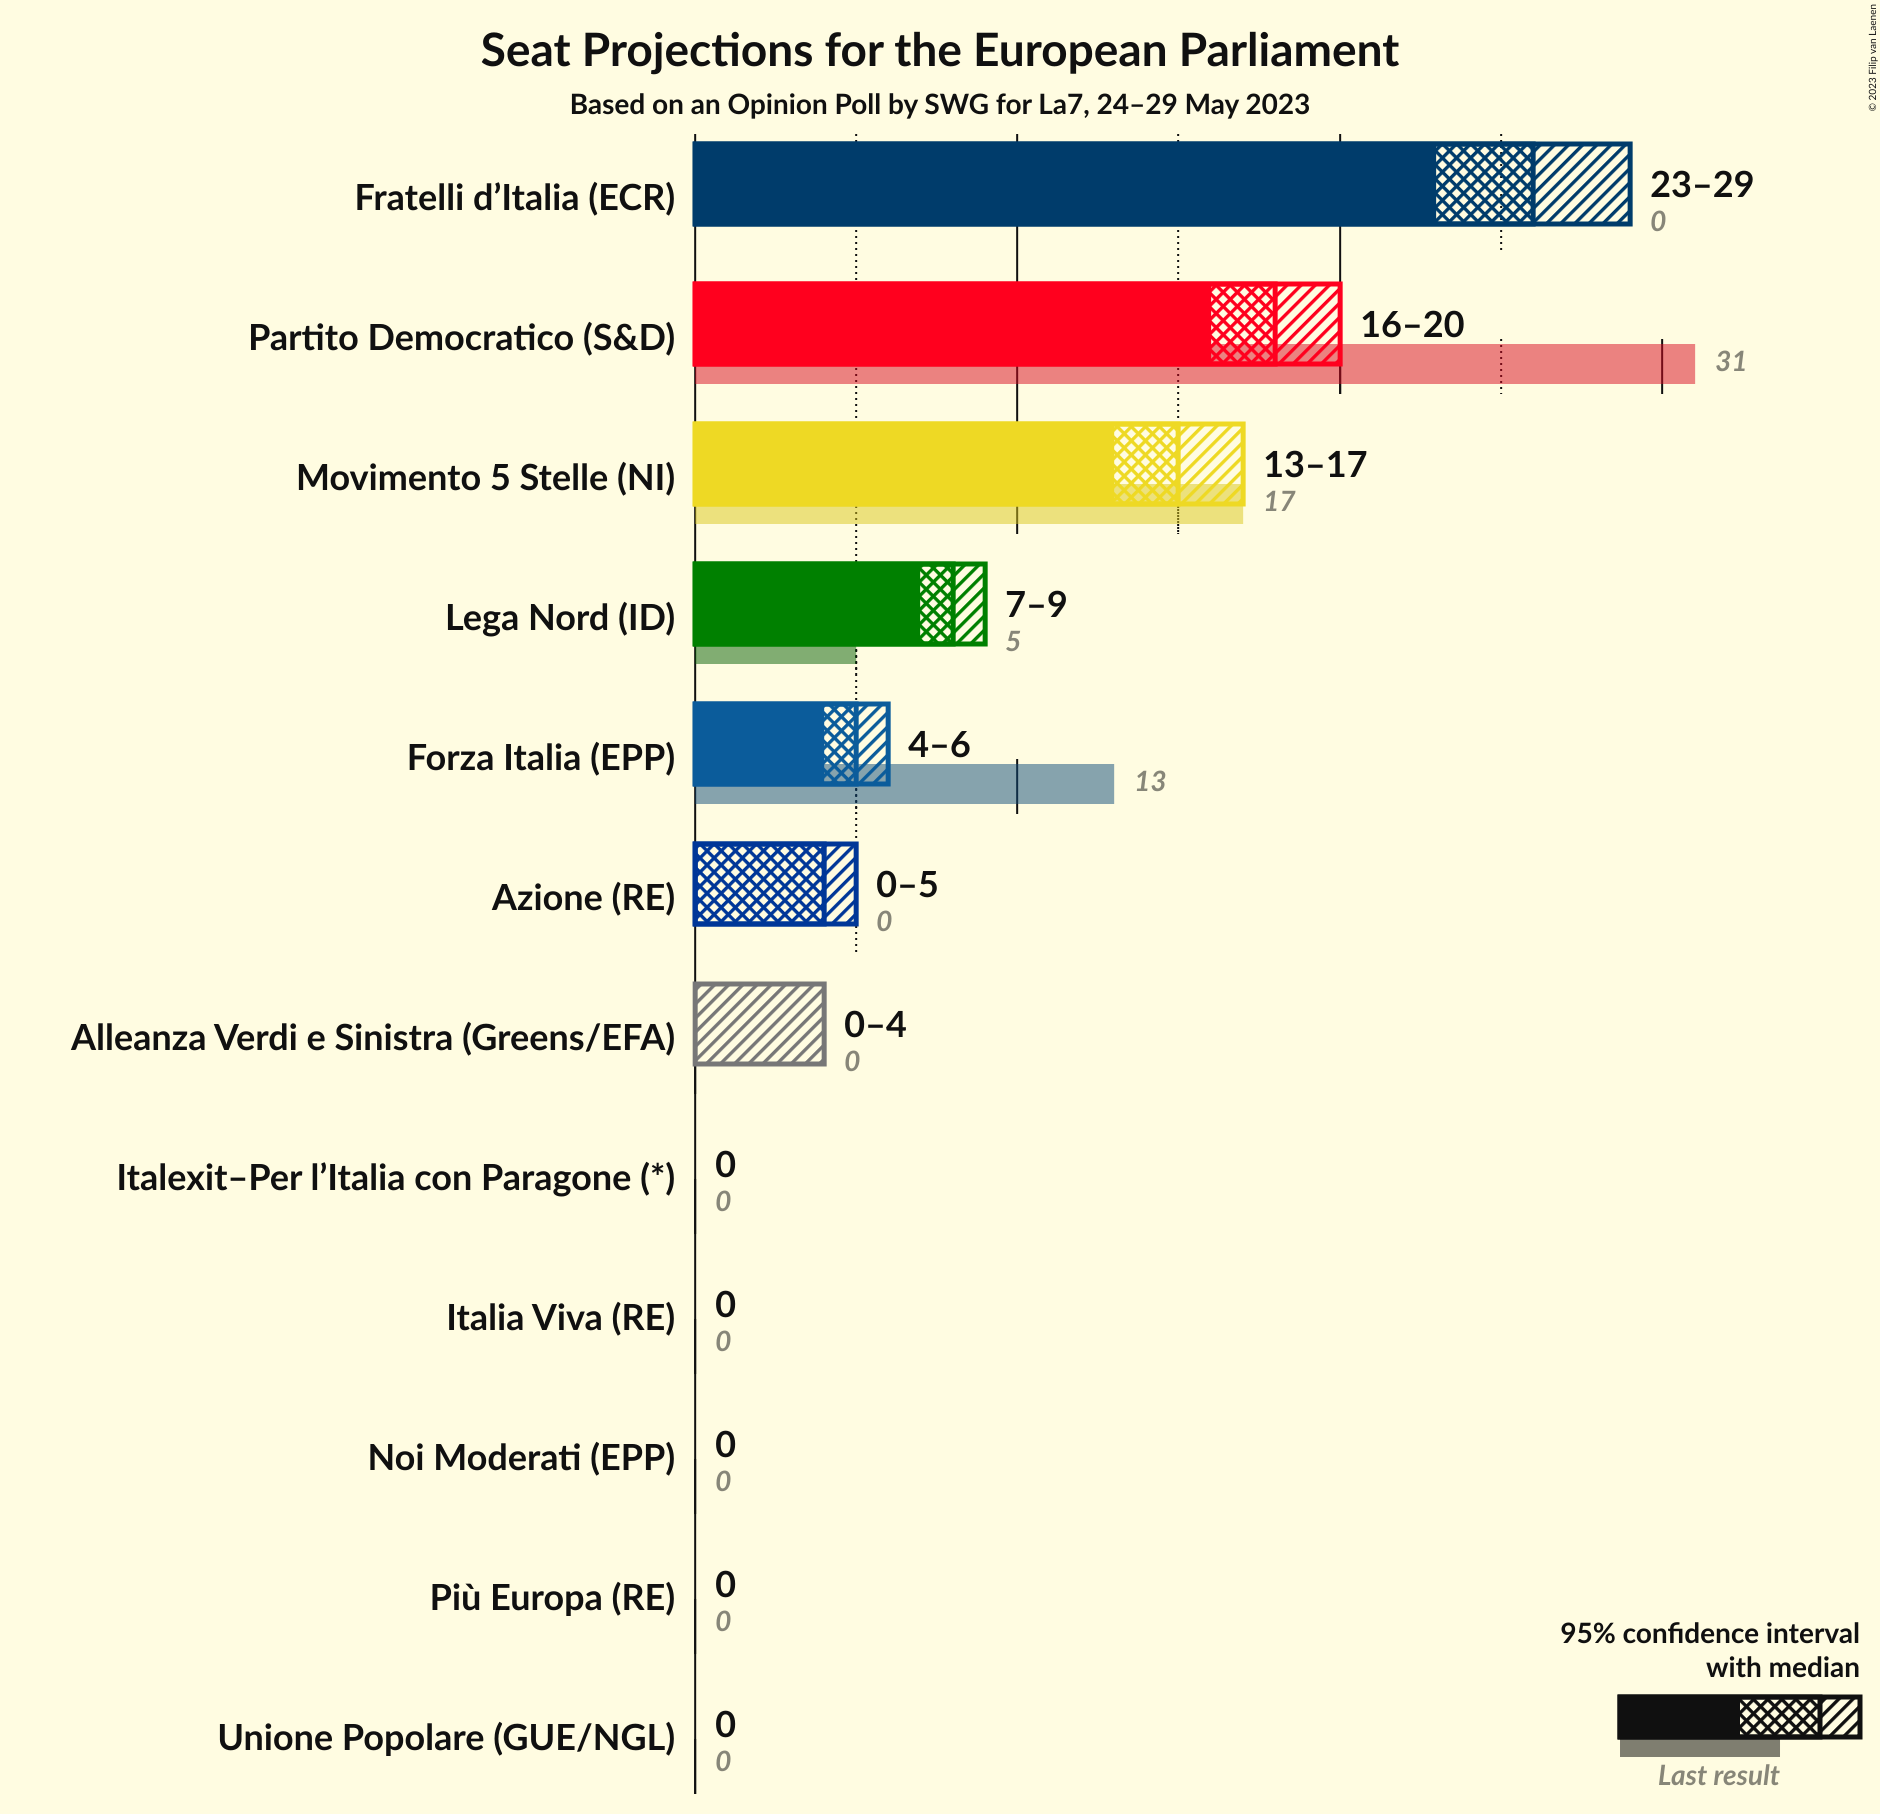 Seat Projections for the European Parliament
Based on an Opinion Poll by SWG for La7, 24–29 May 2023
© 2023 Filip van Laenen
Fratelli d’Italia (ECR)
23–29
0
Partito Democratico (S&D)
16–20
31
Movimento 5 Stelle (NI)
13–17
17
Lega Nord (ID)
7–9
5
Forza Italia (EPP)
4–6
13
Azione (RE)
0–5
0
Alleanza Verdi e Sinistra (Greens/EFA)
0–4
0
Italexit–Per l’Italia con Paragone (*)
0
0
Italia Viva (RE)
0
0
Noi Moderati (EPP)
0
0
Più Europa (RE)
0
0
Unione Popolare (GUE/NGL)
0
0
95% confidence interval
with median
Last result